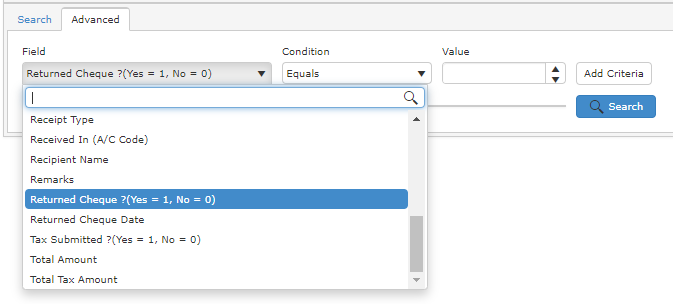 Search Advanced
Field Condition Value
Returned Cheque ?(Yes = 1, No = 0) Equals Add Criteria
Search
Receipt Type
Received In (A/C Code)
Recipient Name
Remarks
Returned Cheque ?(Yes = 1, No = 0)
Returned Cheque Date
Tax Submitted ?(Yes = 1, No = 0)
Total Amount
Total Tax Amount